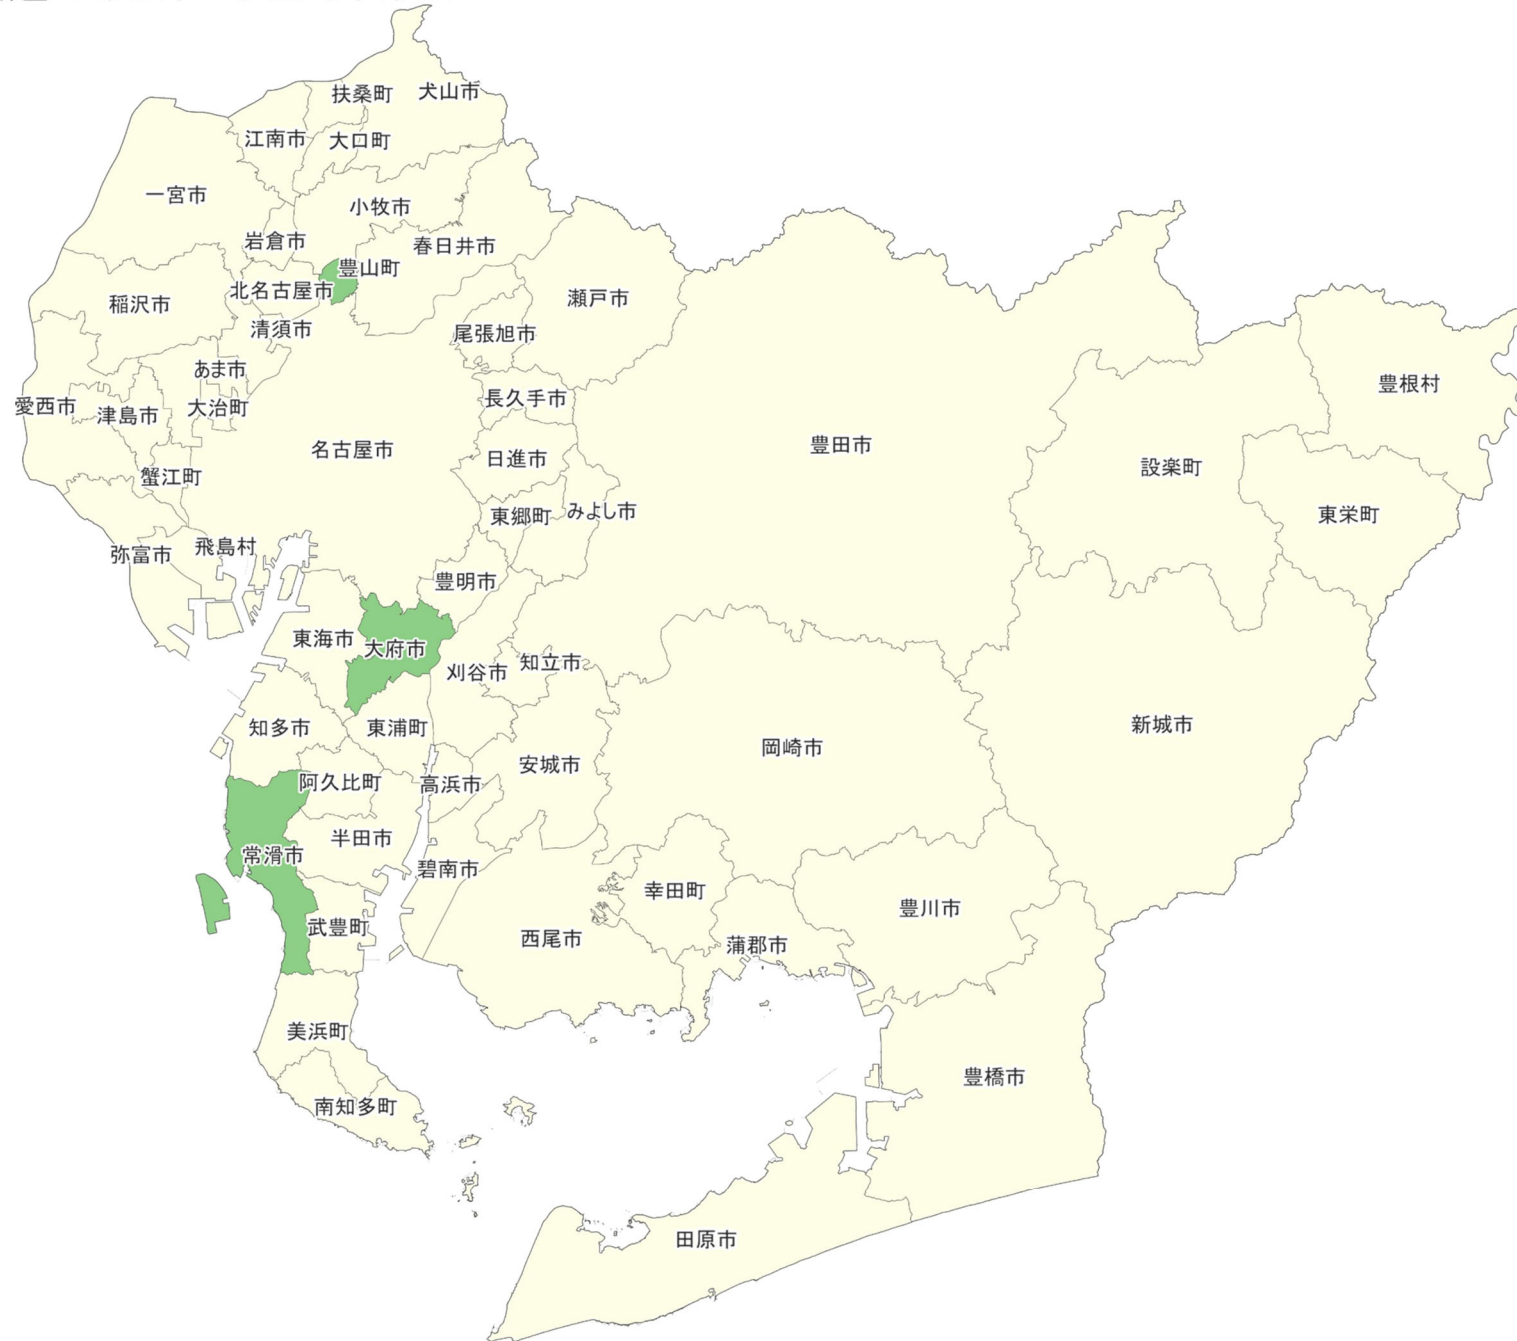 扶桑町
犬山市
江南市
大口町
一宮市
小牧市
岩倉市
春日井市
豊山町
北名古屋市
稲沢市
瀬戸市
清須市
尾張旭市
あま市
豊根村
愛西市
津島市
大治町
長久手市
名古屋市
豊田市
日進市
設楽町
蟹江町
東郷町
みよし市
東栄町
弥富市
飛島村
豊明市
東海市
大府市
刈谷市
知立市
知多市
東浦町
新城市
岡崎市
安城市
阿久比町
高浜市
半田市
常滑市
碧南市
幸田町
豊川市
武豊町
西尾市
蒲郡市
美浜町
豊橋市
南知多町
田原市